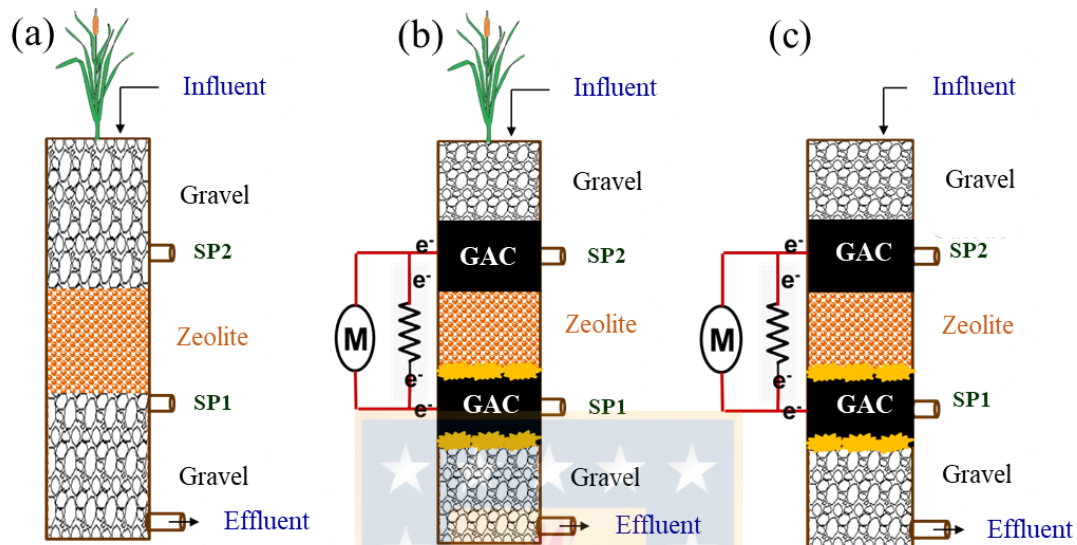 (a)
Influent
Gravel
SP2
Zeolite
SP1
Gravel
Effluent
(b)
Influent
Gravel
e-
GAC
SP2
e-
M
Zeolite
e-
e-
GAC
SP1
Gravel
Effluent
(c)
Influent
Gravel
e-
GAC
SP2
e-
M
Zeolite
e-
e-
GAC
SP1
Gravel
Effluent